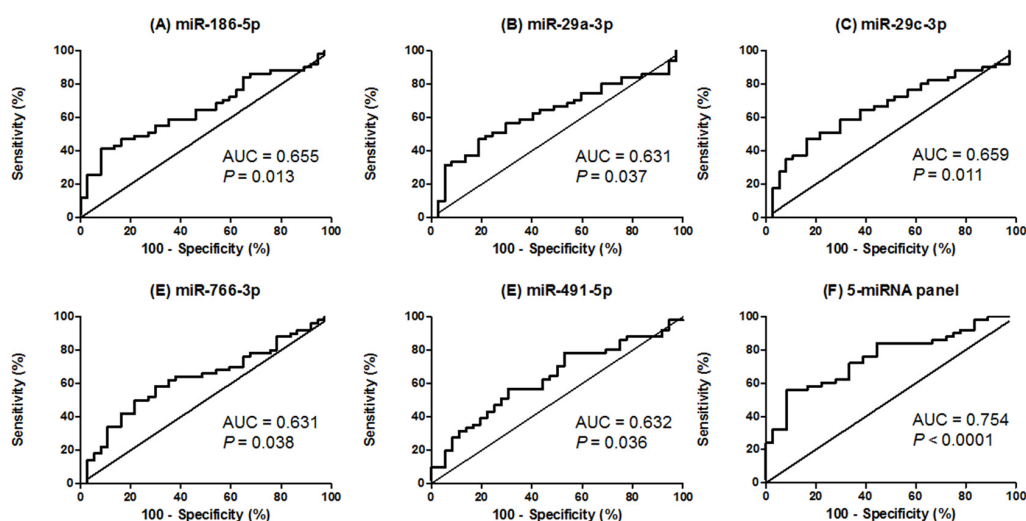 (A) miR-186-5p
100
80
60
40
20
0
Sensitivity (%)
AUC = 0.655
P = 0.013
0 20 40 60 80 100
100 - Specificity (%)
(B) miR-29a-3p
100
80
60
40
20
0
Sensitivity (%)
AUC = 0.631
P = 0.037
0 20 40 60 80 100
100 - Specificity (%)
(C) miR-29c-3p
100
80
60
40
20
0
Sensitivity (%)
AUC = 0.659
P = 0.011
0 20 40 60 80 100
100 - Specificity (%)
(E) miR-766-3p
100
80
60
40
20
0
Sensitivity (%)
AUC = 0.631
P = 0.038
0 20 40 60 80 100
100 - Specificity (%)
(E) miR-491-5p
100
80
60
40
20
0
Sensitivity (%)
AUC = 0.632
P = 0.036
0 20 40 60 80 100
100 - Specificity (%)
(F) 5-miRNA panel
100
80
60
40
20
0
Sensitivity (%)
AUC = 0.754
P < 0.0001
0 20 40 60 80 100
100 - Specificity (%)